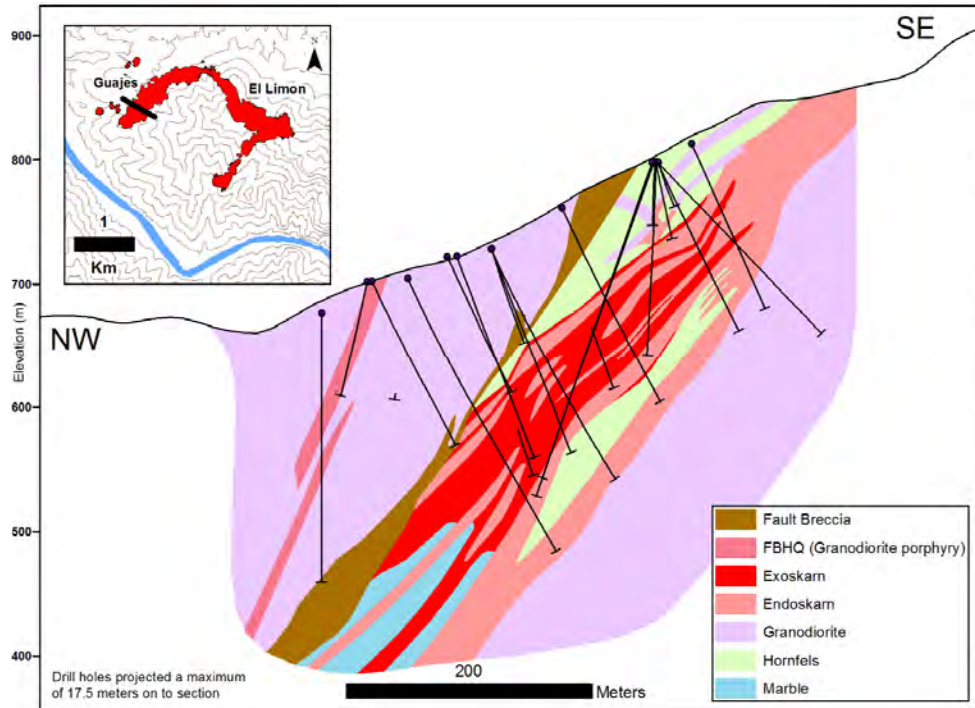 900
SE
N
Guajes
El Limon
800
1
Km
700
NW
Elevation (m)
600
500
400
Fault Breccia
FBHQ (Granodiorite porphyry)
Exoskarn
Endoskarn
Granodiorite
Hornfels
Marble
Drill holes projected a maximum
of 17.5 meters on to section
200
Meters